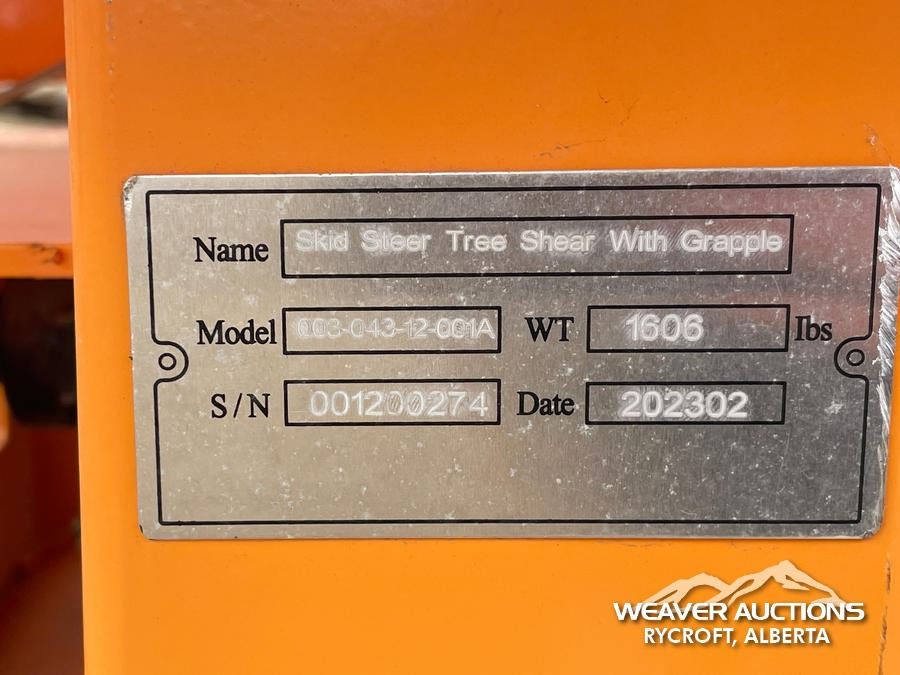 Name Skid Steer Tree Shear With Grapple
Model 003-043-12-001A WT 1606 Ibs
S/N 001200274 Date 202302
WEAVER AUCTIONS
RYCROFT, ALBERTA